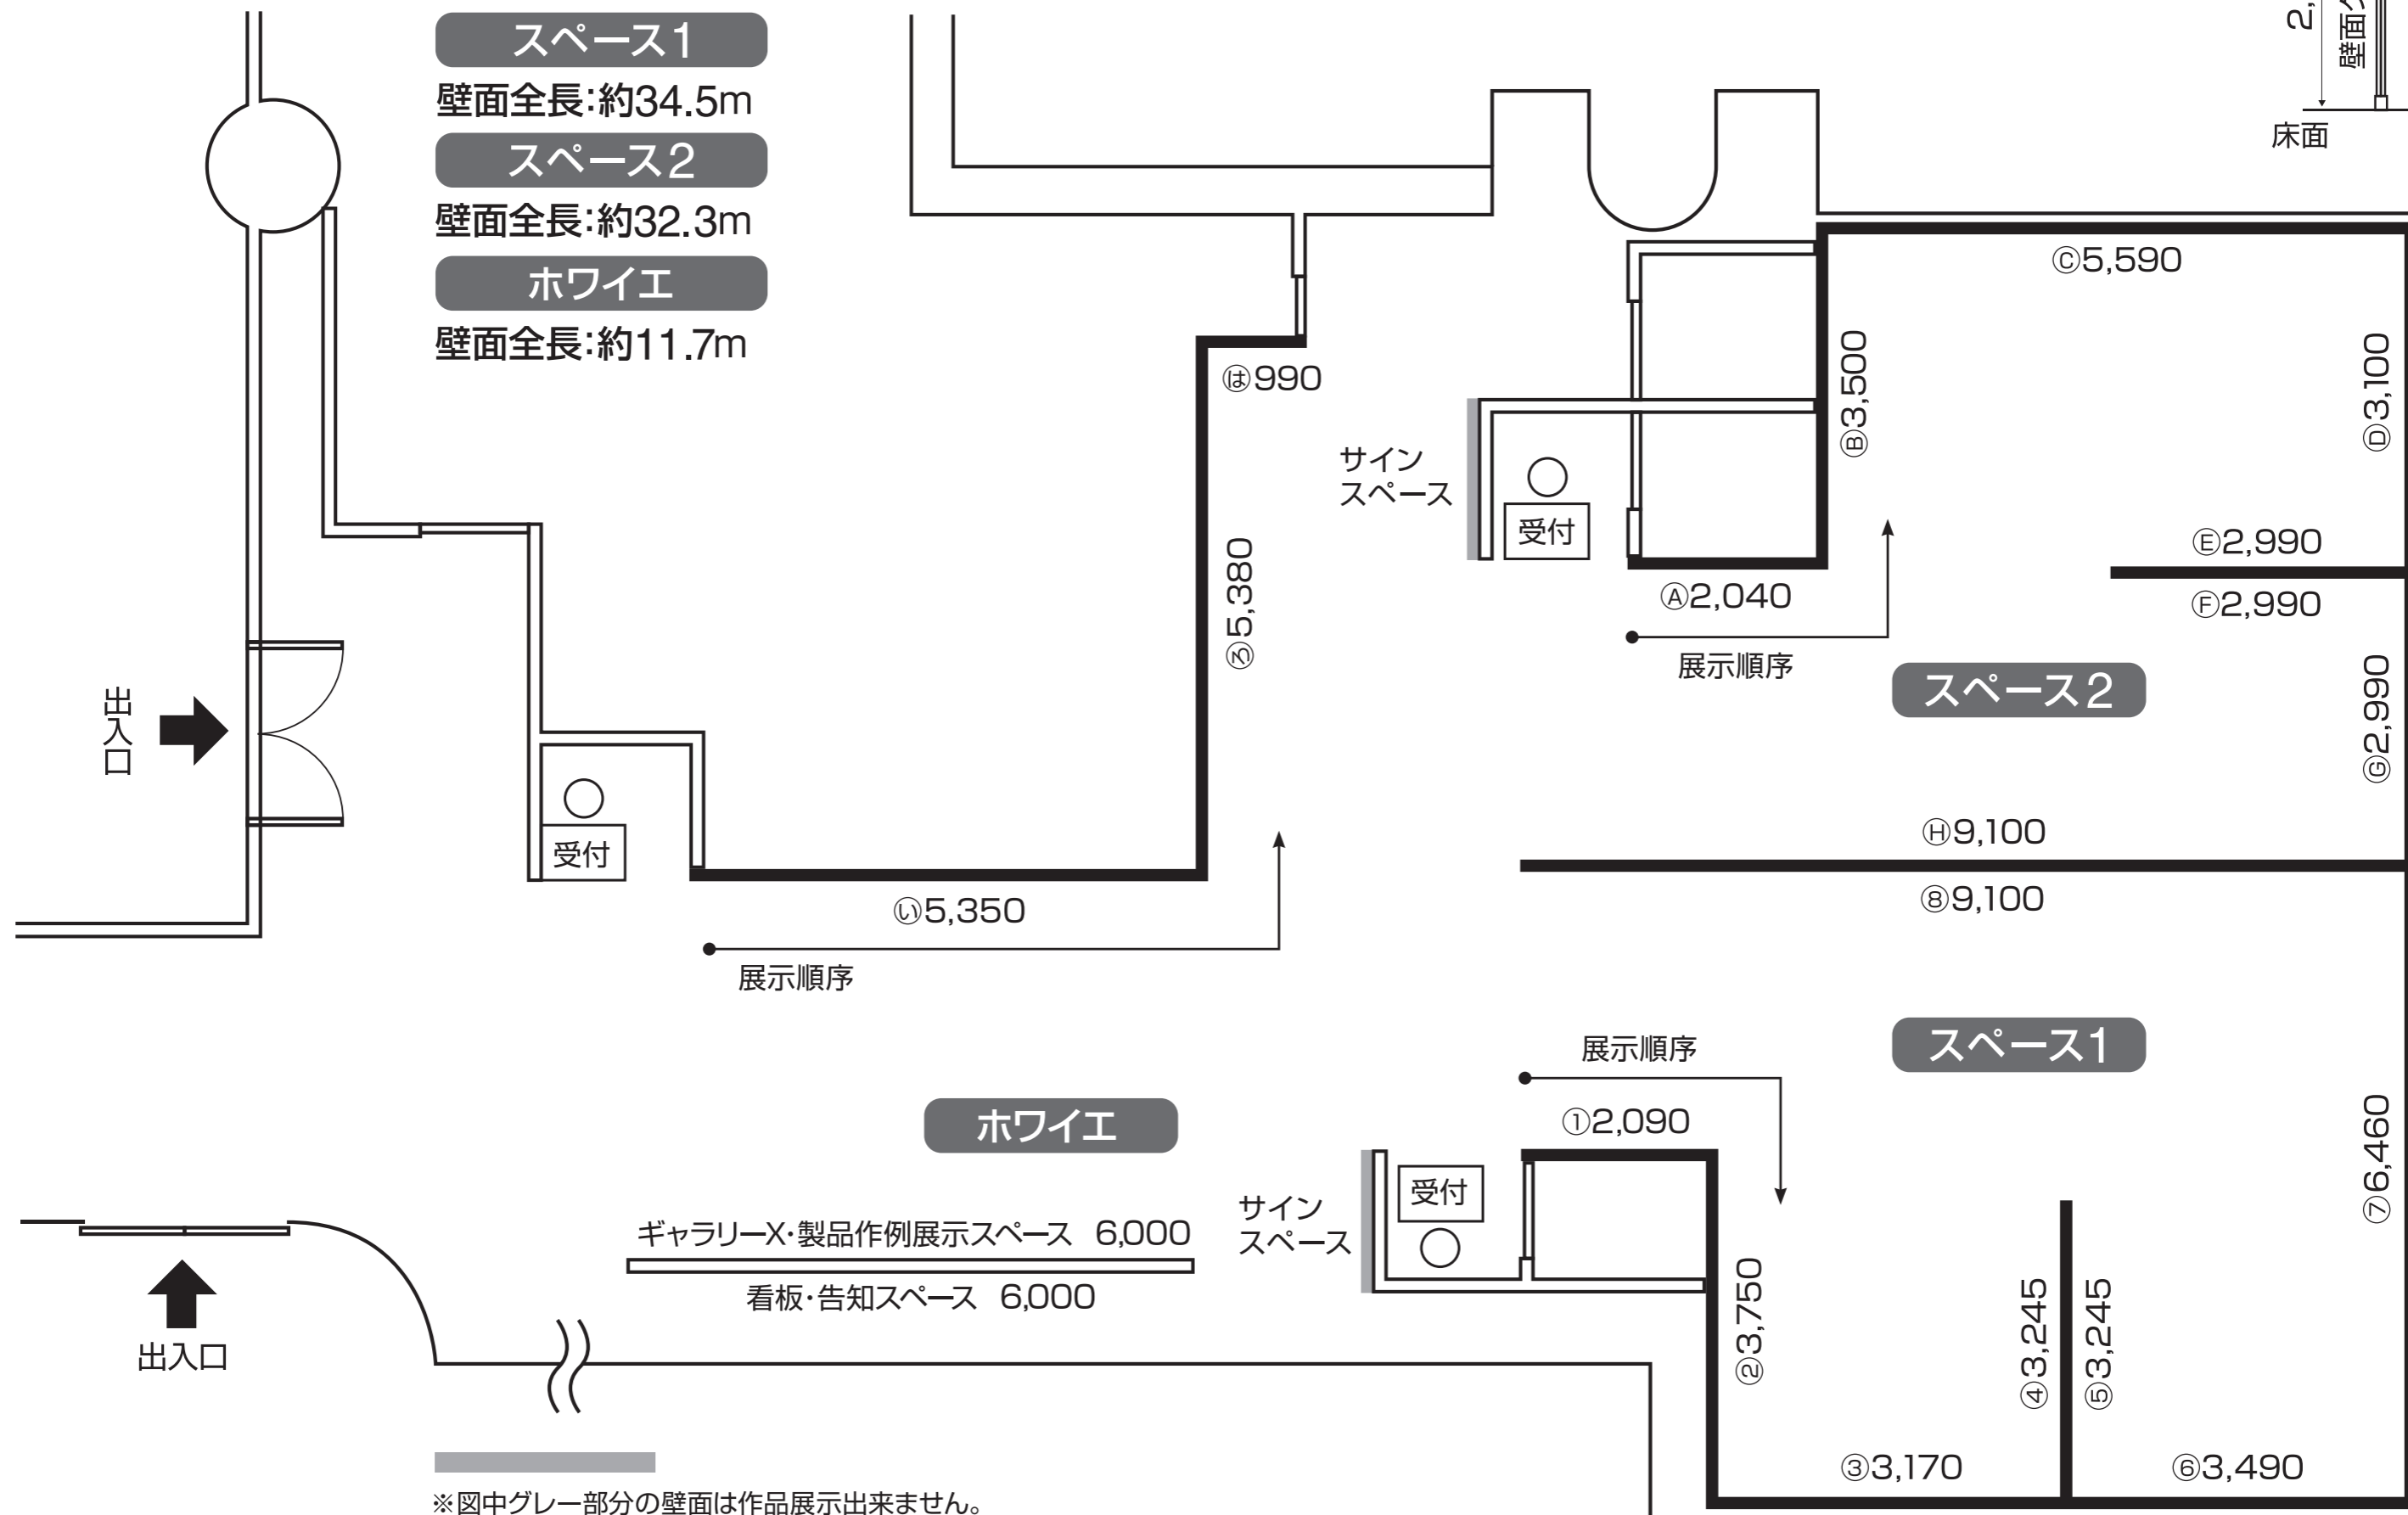 スペース1
壁面全長:約34.5m
スペース2
壁面全長:約32.3m
ホワイエ
壁面全長:約11.7m
2,
床面
Ⓒ5,590
㋩990
Ⓑ3,500
Ⓓ3,100
サイン
スペース
受付
Ⓔ2,990
Ⓐ2,040
Ⓕ2,990
5,380
展示順序
スペース2
Ⓖ2,990
出入口
受付
Ⓗ9,100
い5,350
⑧9,100
展示順序
スペース1
展示順序
ホワイエ
①2,090
⑦6,460
サイン
スペース
受付
ギャラリーX・製品作例展示スペース 6,000
看板・告知スペース 6,000
②3,750
④3,245
⑤3,245
出入口
③3,170
⑥3,490
※図中グレー部分の壁面は作品展示出来ません。